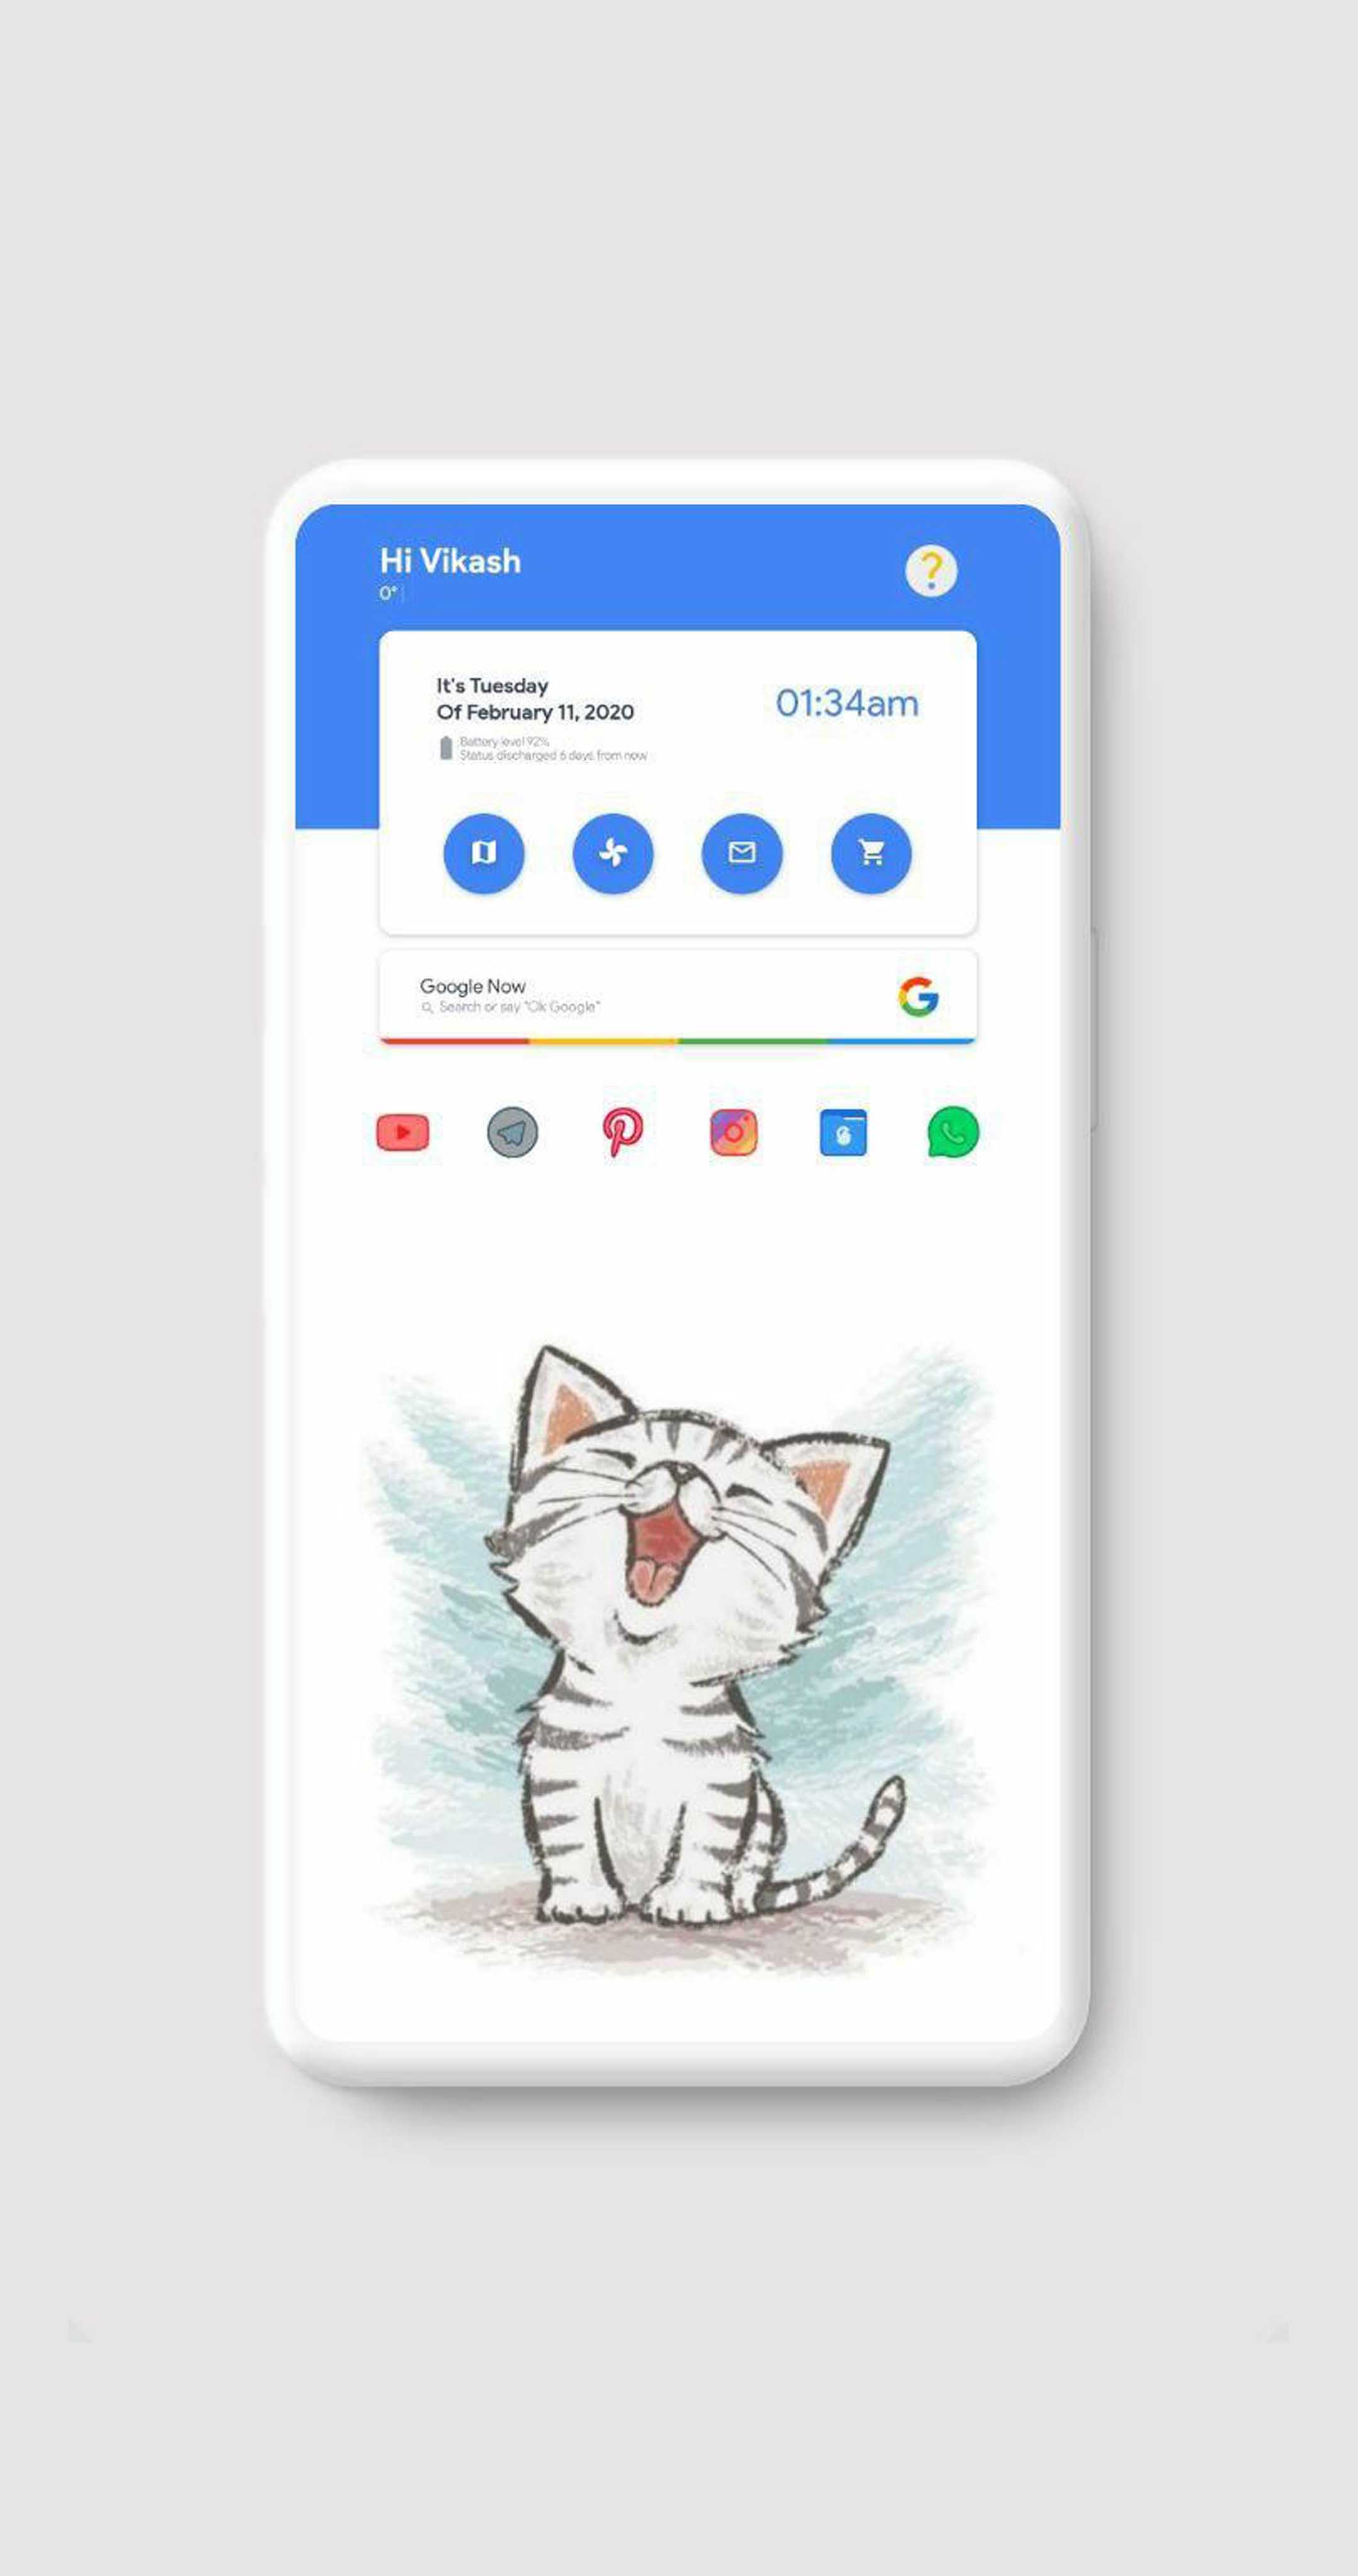 Hi Vikash
0°
It's Tuesday
Of February 11, 2020
01:34am
Battery level 92%
Status discharged 6 days from now
Google Now
Search or say "Ok Google"